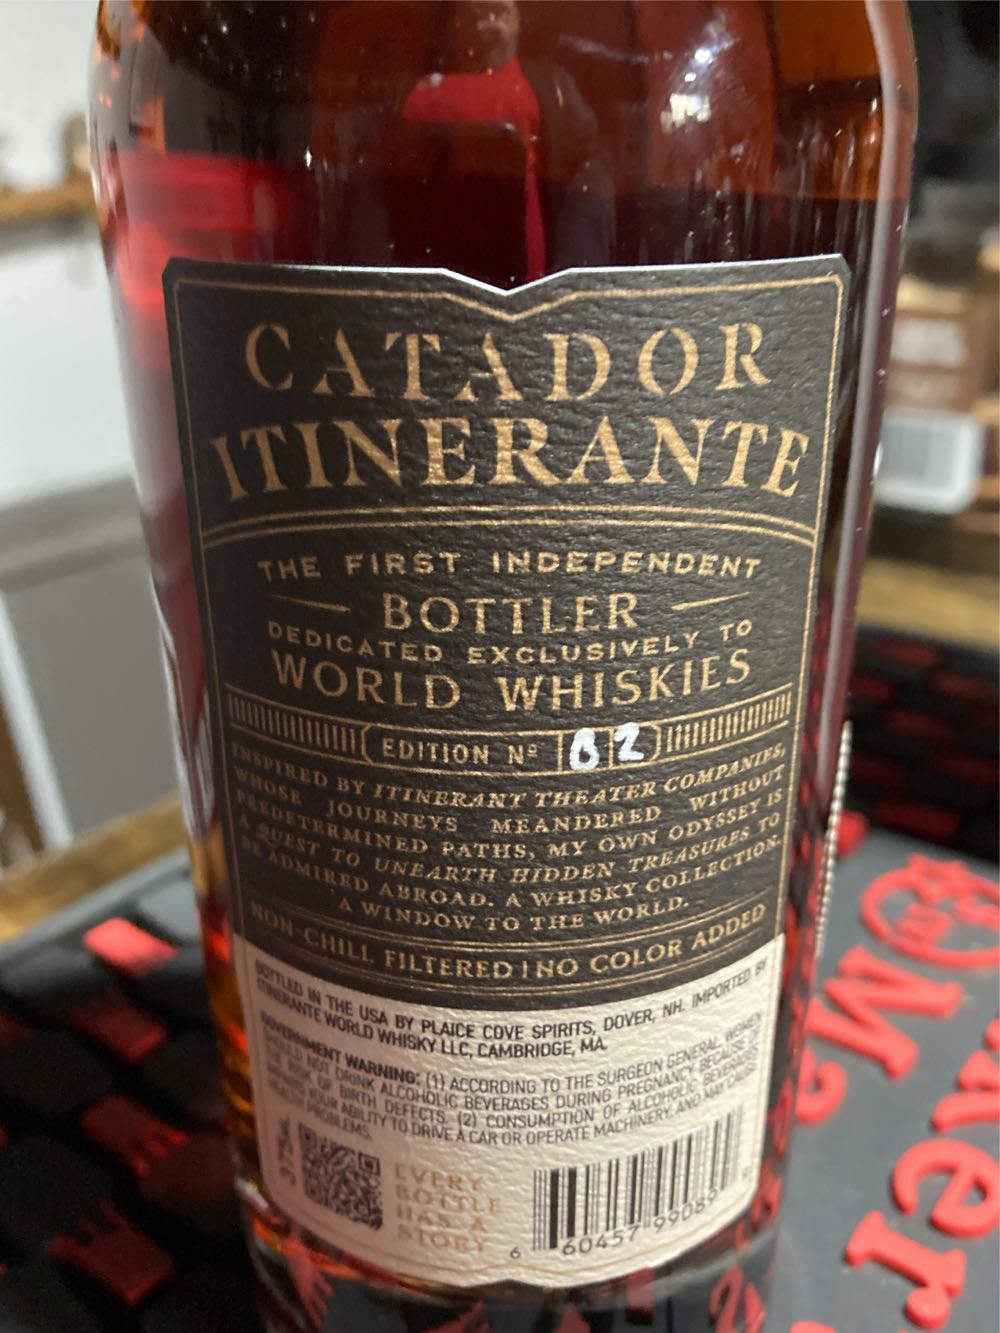 CATADOR
ITINERANTE
THE FIRST INDEPENDENT
BOTTLER
DEDICATED EXCLUSIVELY TO
WORLD WHISKIES
EDITION Nº 02
INSPIRED BY ITINERANT THEATER COMPANIES,
WHOSE JOURNEYS MEANDERED WITHOUT
PREDETERMINED PATHS, MY OWN ODYSSEY IS
A QUEST TO UNEARTH HIDDEN TREASURES TO
BE ADMIRED ABROAD. A WHISKY COLLECTION.
A WINDOW TO THE WORLD.
NON-CHILL FILTERED | NO COLOR ADDED
BOTTLED IN THE USA BY PLAICE COVE SPIRITS, DOVER, NH. IMPORTED BY
ITINERANTE WORLD WHISKY LLC, CAMBRIDGE, MA.
GOVERNMENT WARNING: (1) ACCORDING TO THE SURGEON GENERAL, WOMEN
SHOULD NOT DRINK ALCOHOLIC BEVERAGES DURING PREGNANCY BECAUSE OF
THE RISK OF BIRTH DEFECTS. (2) CONSUMPTION OF ALCOHOLIC BEVERAGES
IMPAIRS YOUR ABILITY TO DRIVE A CAR OR OPERATE MACHINERY, AND MAY CAUSE
HEALTH PROBLEMS.
375mL
EVERY
BOTTLE
HAS A
STORY
6 60457 99089
Maker
Ma